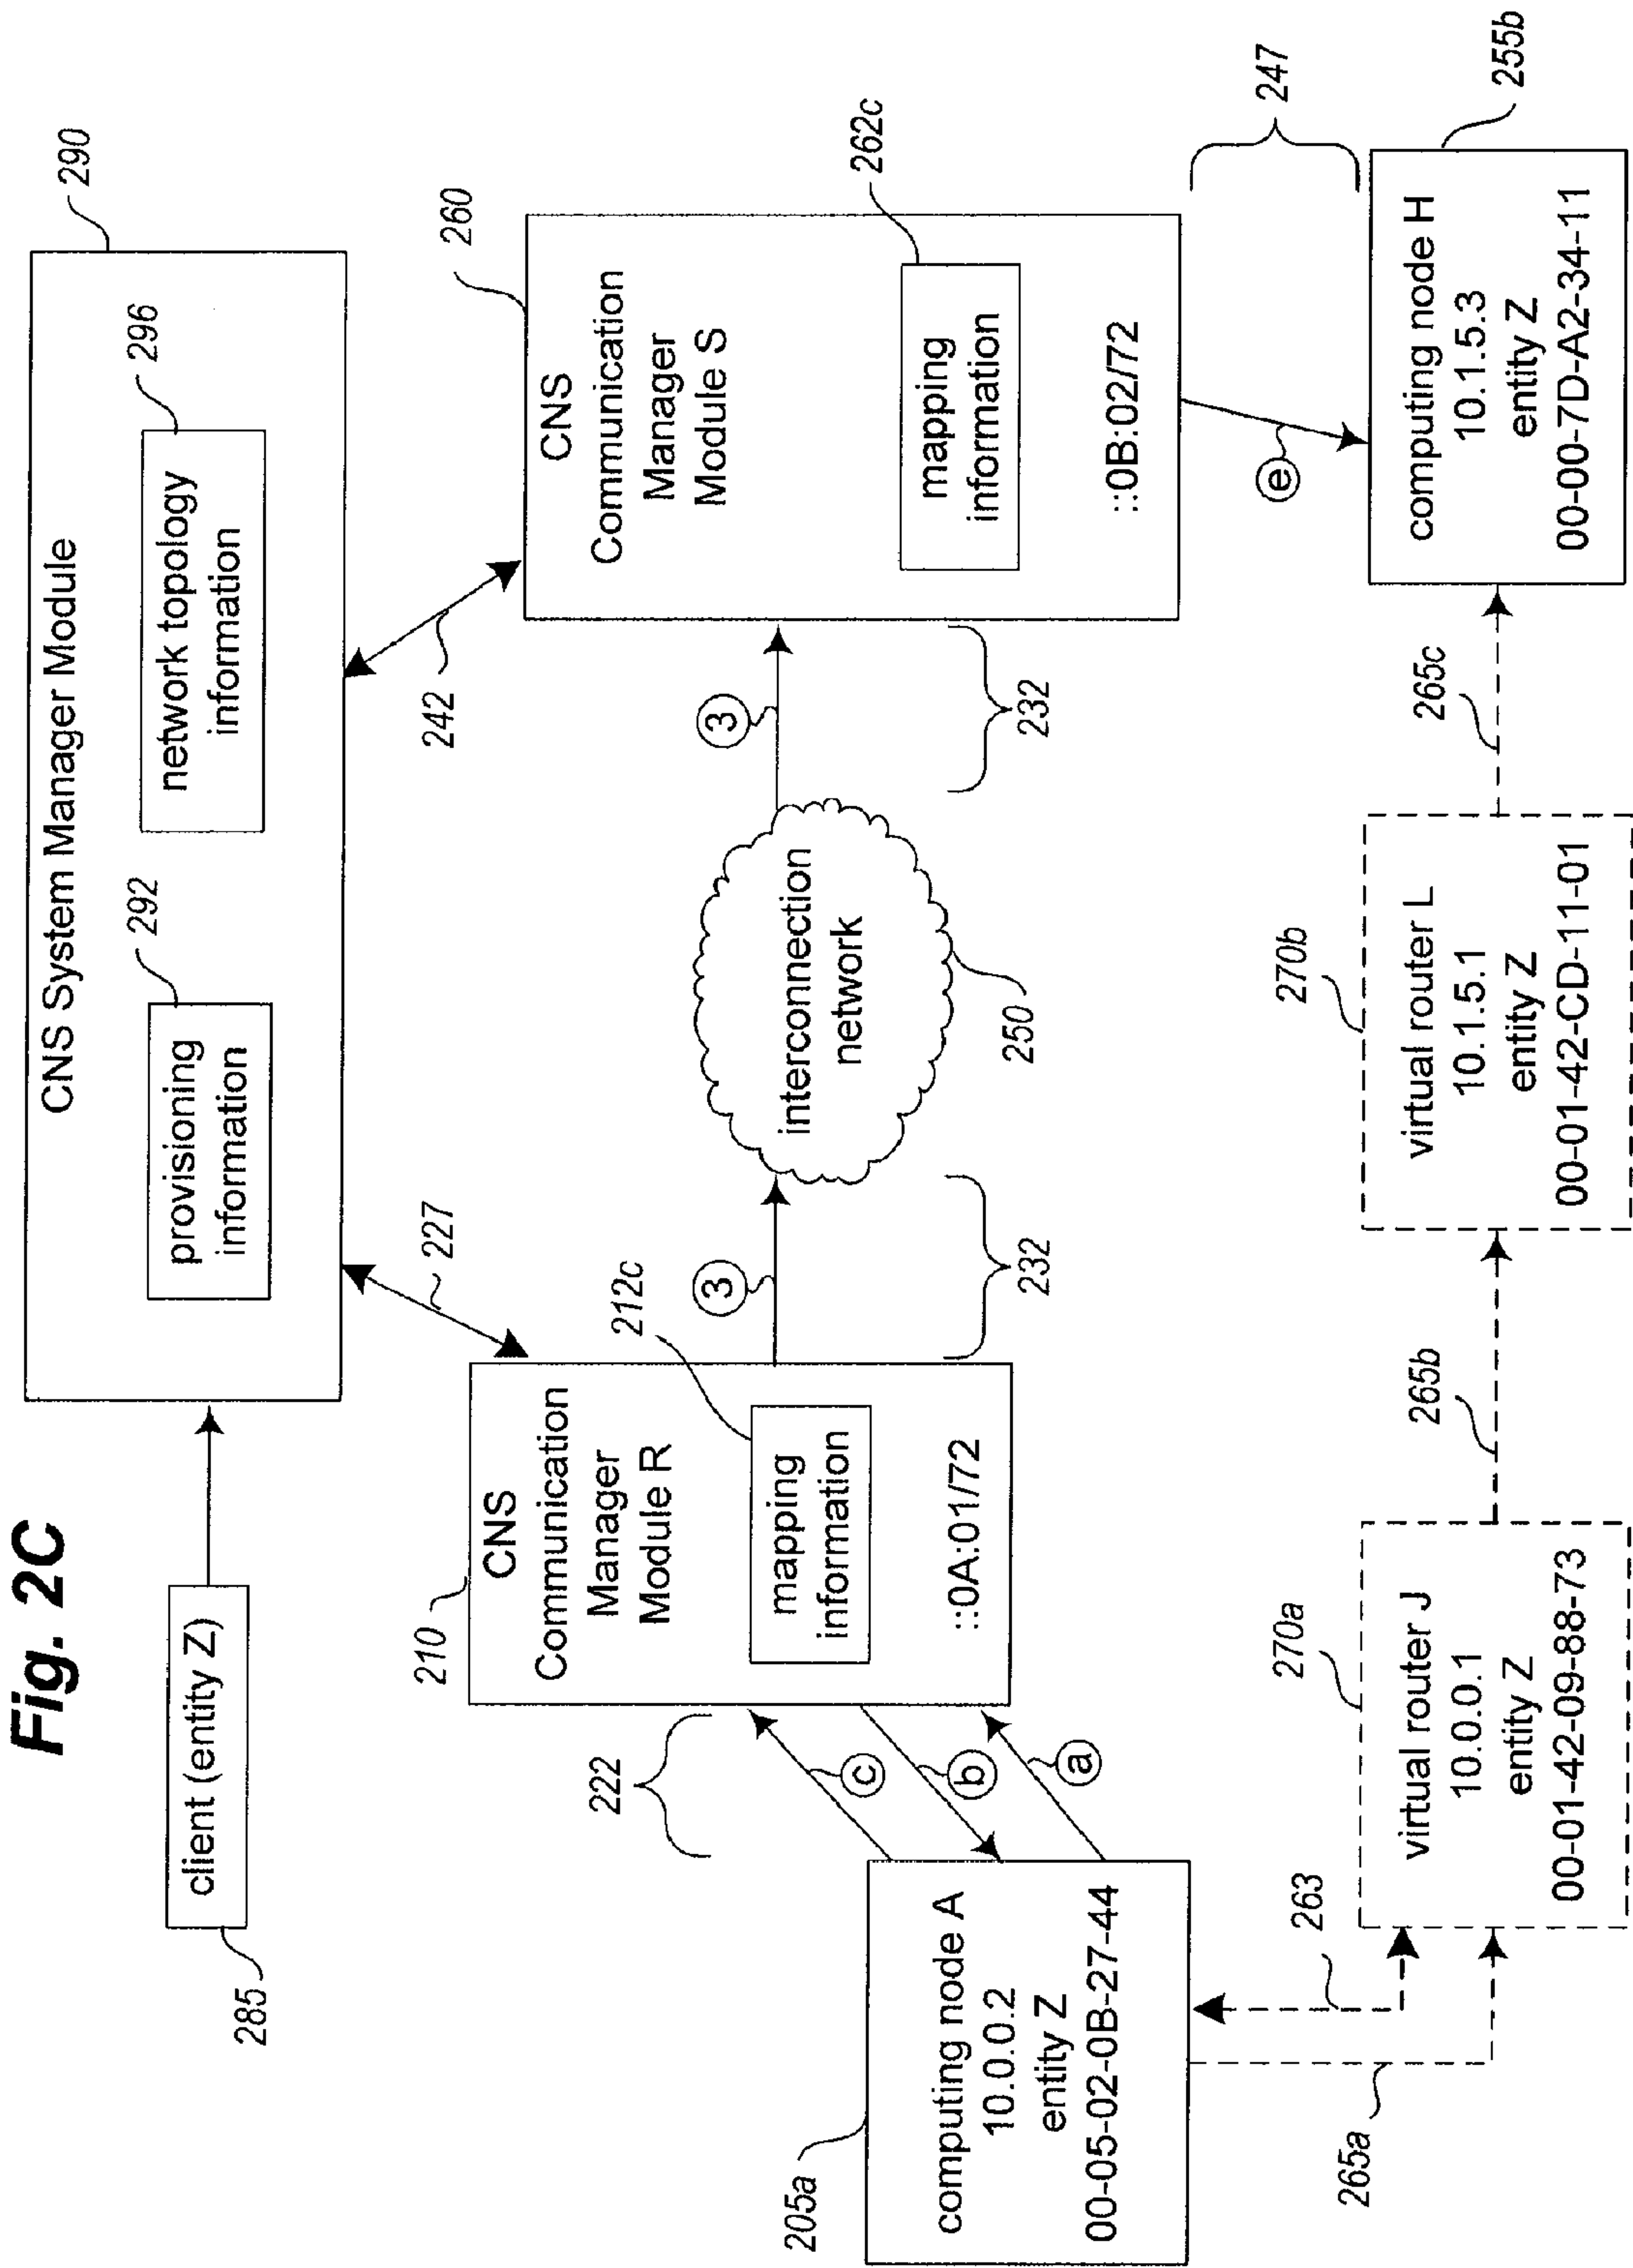 Fig. 2C
285
client (entity Z)
CNS System Manager Module
290
292
provisioning
information
296
network topology
information
227
242
210
CNS
Communication
Manager
Module R
212c
mapping
information
::0A:01/72
260
CNS
Communication
Manager
Module S
262c
mapping
information
::0B:02/72
3
3
232
232
interconnection
network
250
222
c
b
a
e
247
205a
computing node A
10.0.0.2
entity Z
00-05-02-0B-27-44
255b
computing node H
10.1.5.3
entity Z
00-00-7D-A2-34-11
263
265a
270a
virtual router J
10.0.0.1
entity Z
00-01-42-09-88-73
265b
270b
virtual router L
10.1.5.1
entity Z
00-01-42-CD-11-01
265c